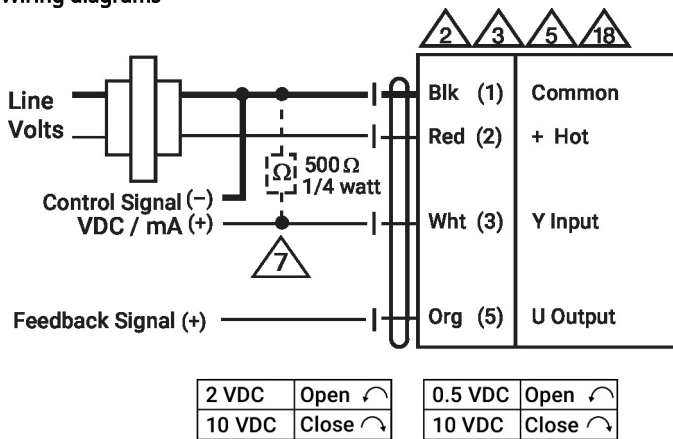 Wiring diagrams
2 3 5 18
Line
Volts
Blk (1) Common
Red (2) + Hot
Ω 500 Ω
1/4 watt
Control Signal (–)
VDC / mA (+)
Wht (3) Y Input
7
Feedback Signal (+)
Org (5) U Output
2 VDC Open
10 VDC Close
0.5 VDC Open
10 VDC Close